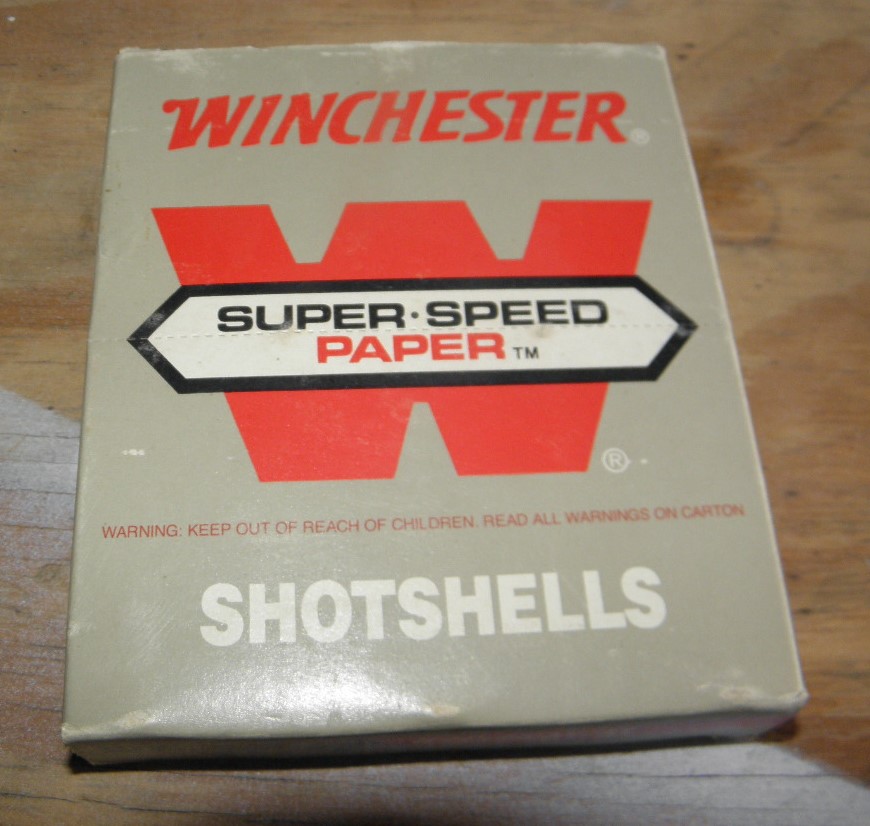 WINCHESTER®
SUPER·SPEED
PAPER™
®
WARNING: KEEP OUT OF REACH OF CHILDREN. READ ALL WARNINGS ON CARTON
SHOTSHELLS